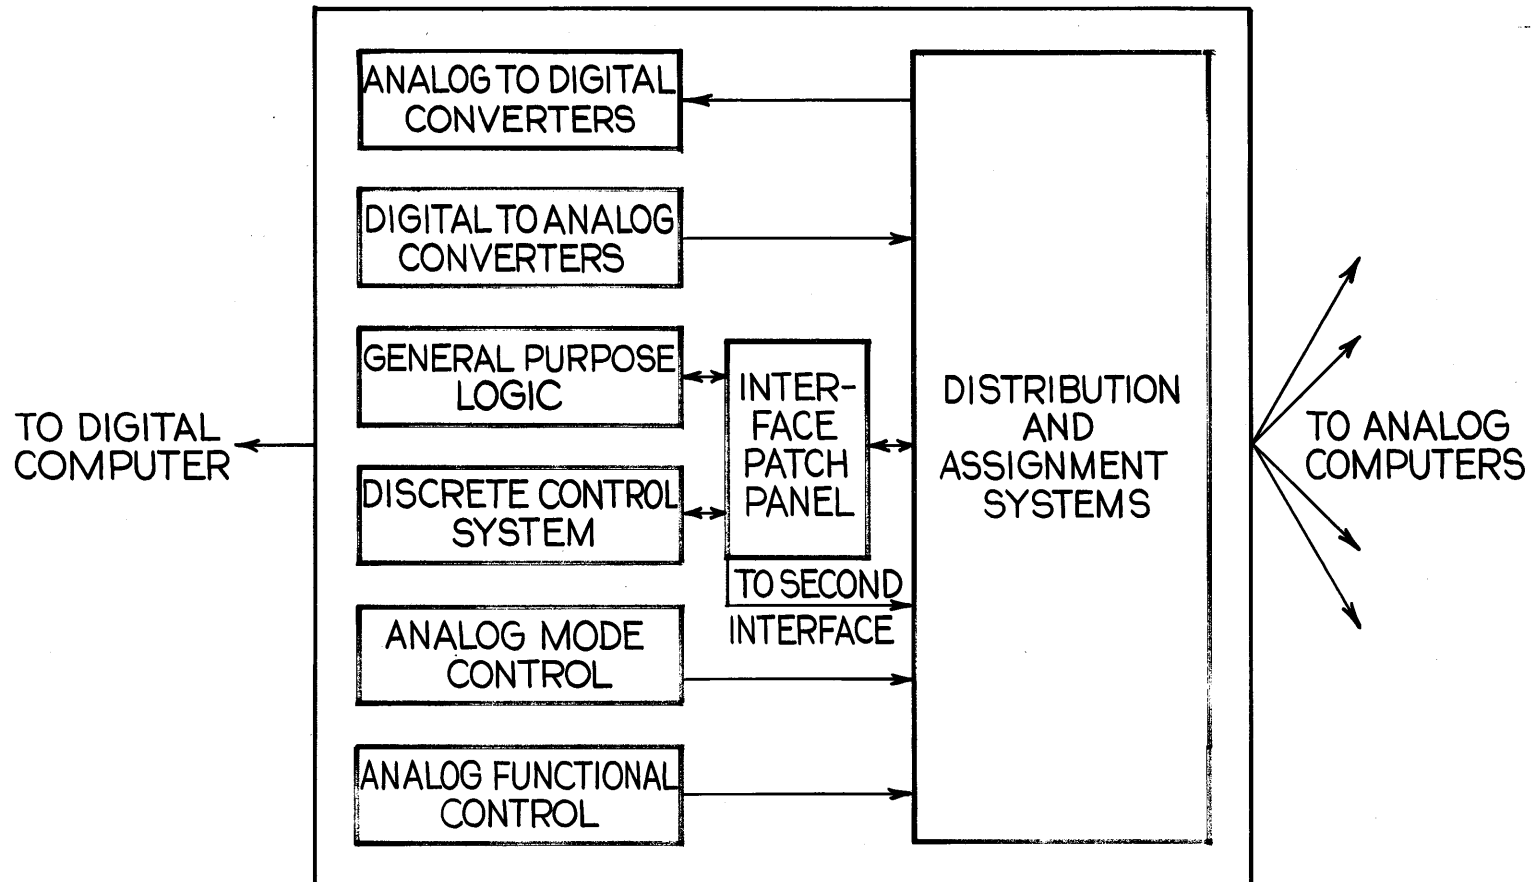 ANALOG TO DIGITAL
CONVERTERS
DIGITAL TO ANALOG
CONVERTERS
GENERAL PURPOSE
LOGIC
DISCRETE CONTROL
SYSTEM
ANALOG MODE
CONTROL
ANALOG FUNCTIONAL
CONTROL
INTER-
FACE
PATCH
PANEL
TO SECOND
INTERFACE
DISTRIBUTION
AND
ASSIGNMENT
SYSTEMS
TO DIGITAL
COMPUTER
TO ANALOG
COMPUTERS